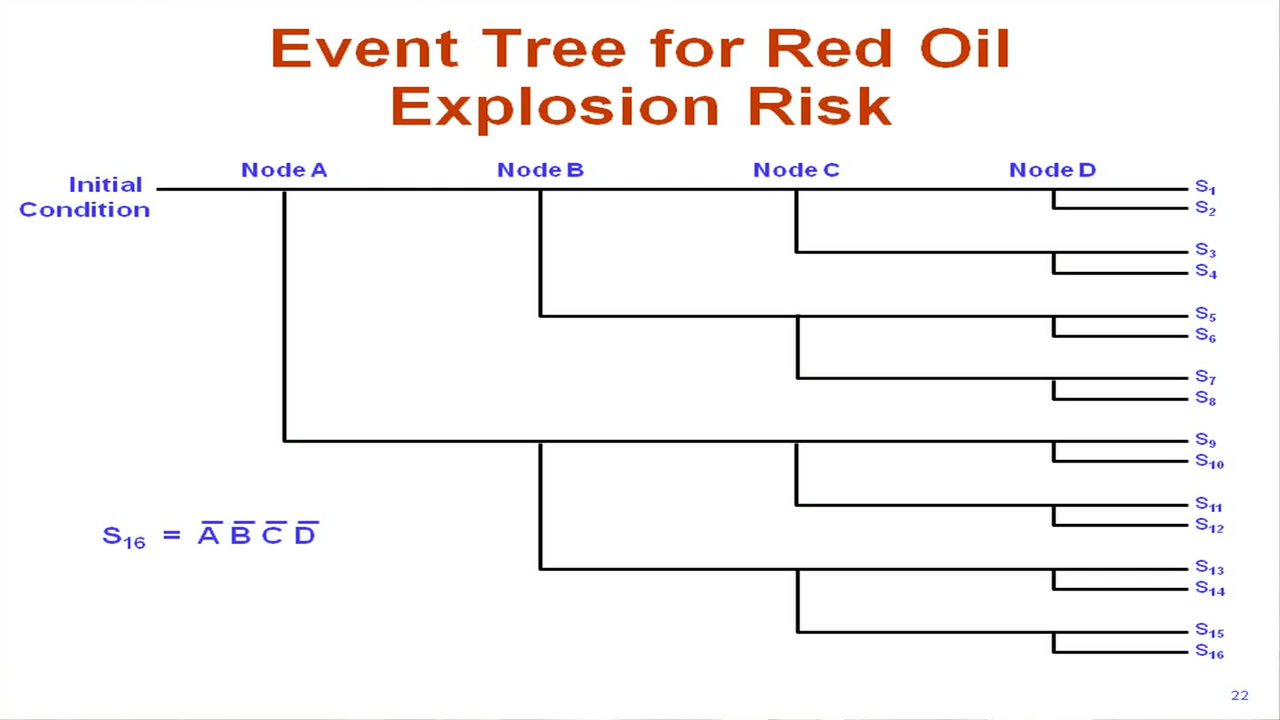 Event Tree for Red Oil
Explosion Risk
Node A Node B Node C Node D
Initial
Condition
S₁
S₂
S₃
S₄
S₅
S₆
S₇
S₈
S₉
S₁₀
S₁₁
S₁₂
S₁₃
S₁₄
S₁₅
S₁₆
S₁₆ = A̅ B̅ C̅ D̅
22